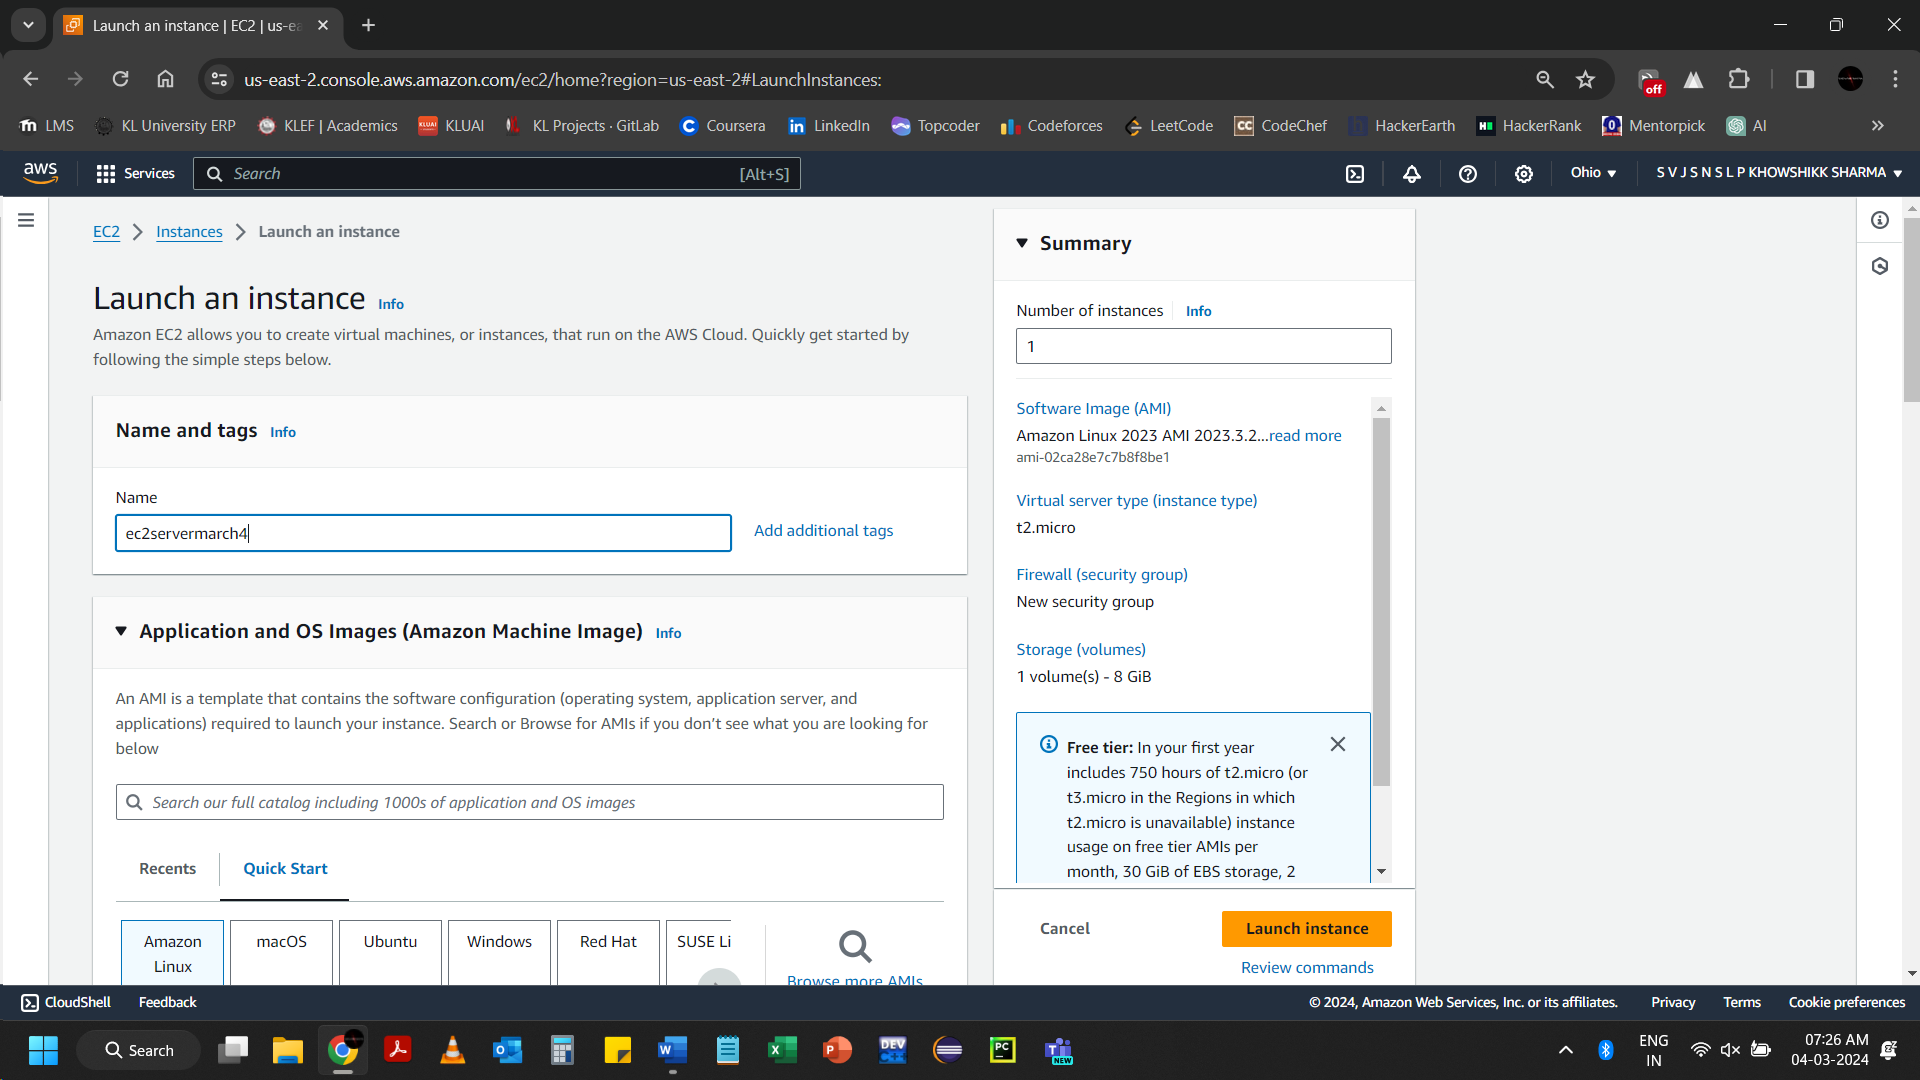 Launch an instance | EC2 | us-ea
us-east-2.console.aws.amazon.com/ec2/home?region=us-east-2#LaunchInstances:
off
LMS
KL University ERP
KLEF | Academics
KLUAI
KL Projects · GitLab
Coursera
LinkedIn
Topcoder
Codeforces
LeetCode
CodeChef
HackerEarth
HackerRank
Mentorpick
AI
aws
Services
Search
[Alt+S]
Ohio
S V J S N S L P KHOWSHIKK SHARMA
EC2
Instances
Launch an instance
Launch an instance Info
Amazon EC2 allows you to create virtual machines, or instances, that run on the AWS Cloud. Quickly get started by
following the simple steps below.
Name and tags Info
Name
ec2servermarch4
Add additional tags
Application and OS Images (Amazon Machine Image) Info
An AMI is a template that contains the software configuration (operating system, application server, and
applications) required to launch your instance. Search or Browse for AMIs if you don't see what you are looking for
below
Search our full catalog including 1000s of application and OS images
Recents
Quick Start
Amazon
Linux
macOS
Ubuntu
Windows
Red Hat
SUSE Li
Browse more AMIs
Summary
Number of instances Info
1
Software Image (AMI)
Amazon Linux 2023 AMI 2023.3.2...read more
ami-02ca28e7c7b8f8be1
Virtual server type (instance type)
t2.micro
Firewall (security group)
New security group
Storage (volumes)
1 volume(s) - 8 GiB
Free tier: In your first year
includes 750 hours of t2.micro (or
t3.micro in the Regions in which
t2.micro is unavailable) instance
usage on free tier AMIs per
month, 30 GiB of EBS storage, 2
Cancel
Launch instance
Review commands
CloudShell
Feedback
© 2024, Amazon Web Services, Inc. or its affiliates.
Privacy
Terms
Cookie preferences
Search
DEV
PC
NEW
ENG
IN
07:26 AM
04-03-2024